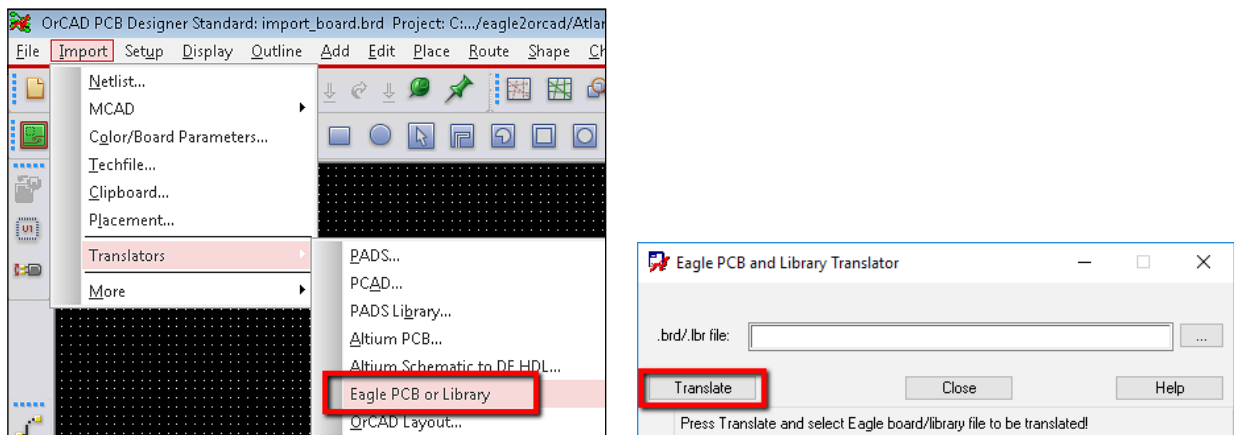 OrCAD PCB Designer Standard: import_board.brd Project: C:.../eagle2orcad/Atlar
File Import Setup Display Outline Add Edit Place Route Shape Ch
Netlist...
MCAD
Color/Board Parameters...
Techfile...
Clipboard...
Placement...
U1
Translators
More
PADS...
PCAD...
PADS Library...
Altium PCB...
Altium Schematic to DE HDL...
Eagle PCB or Library
OrCAD Layout...
Eagle PCB and Library Translator
.brd/.lbr file:
...
Translate Close Help
Press Translate and select Eagle board/library file to be translated!